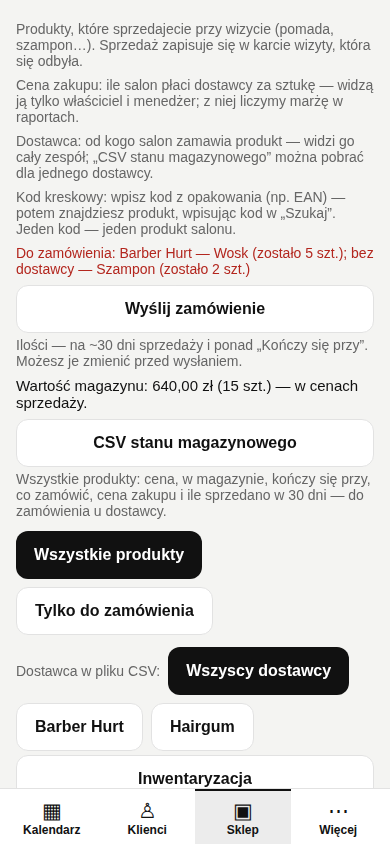 Produkty, które sprzedajecie przy wizycie (pomada,
szampon…). Sprzedaż zapisuje się w karcie wizyty, która
się odbyła.
Cena zakupu: ile salon płaci dostawcy za sztukę — widzą
ją tylko właściciel i menedżer; z niej liczymy marżę w
raportach.
Dostawca: od kogo salon zamawia produkt — widzi go
cały zespół; „CSV stanu magazynowego” można pobrać
dla jednego dostawcy.
Kod kreskowy: wpisz kod z opakowania (np. EAN) —
potem znajdziesz produkt, wpisując kod w „Szukaj”.
Jeden kod — jeden produkt salonu.
Do zamówienia: Barber Hurt — Wosk (zostało 5 szt.); bez
dostawcy — Szampon (zostało 2 szt.)
Wyślij zamówienie
Ilości — na ~30 dni sprzedaży i ponad „Kończy się przy”.
Możesz je zmienić przed wysłaniem.
Wartość magazynu: 640,00 zł (15 szt.) — w cenach
sprzedaży.
CSV stanu magazynowego
Wszystkie produkty: cena, w magazynie, kończy się przy,
co zamówić, cena zakupu i ile sprzedano w 30 dni — do
zamówienia u dostawcy.
Wszystkie produkty
Tylko do zamówienia
Dostawca w pliku CSV: Wszyscy dostawcy
Barber Hurt Hairgum
Inwentaryzacja
Kalendarz Klienci Sklep Więcej